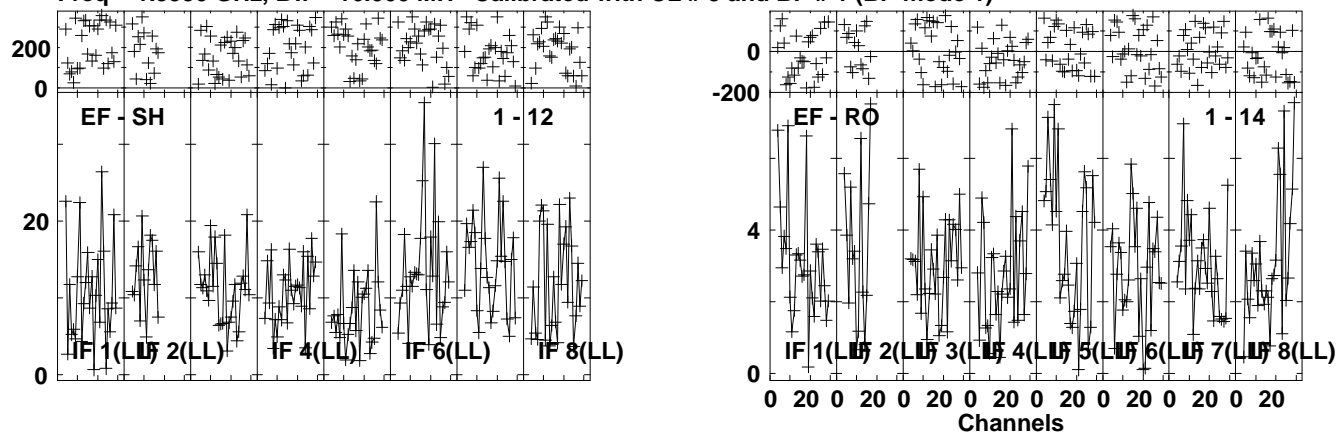 200
0
EF - SH 1 - 12
20
0
IF 1(LL) IF 2(LL) IF 4(LL) IF 6(LL) IF 8(LL)
0
-200
EF - RO 1 - 14
4
0
IF 1(LL) IF 2(LL) IF 3(LL) IF 4(LL) IF 5(LL) IF 6(LL) IF 7(LL) IF 8(LL)
0 20 0 20 0 20 0 20 0 20 0 20 0 20 0 20
Channels